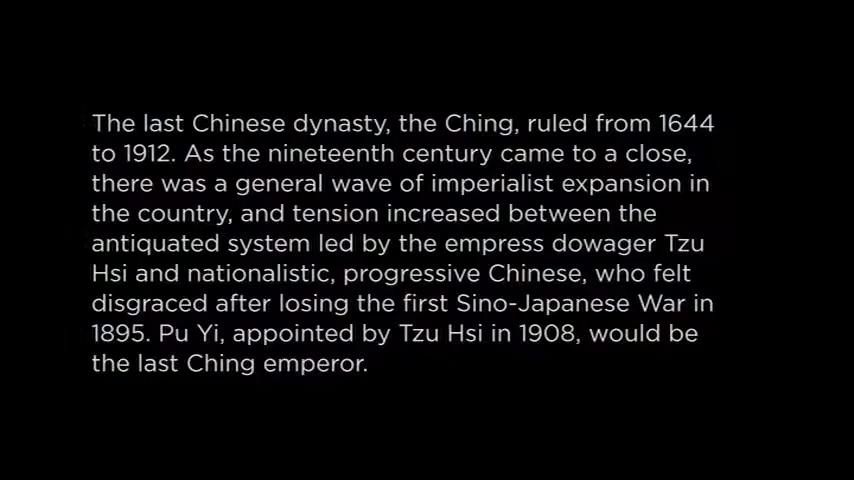 The last Chinese dynasty, the Ching, ruled from 1644
to 1912. As the nineteenth century came to a close,
there was a general wave of imperialist expansion in
the country, and tension increased between the
antiquated system led by the empress dowager Tzu
Hsi and nationalistic, progressive Chinese, who felt
disgraced after losing the first Sino-Japanese War in
1895. Pu Yi, appointed by Tzu Hsi in 1908, would be
the last Ching emperor.